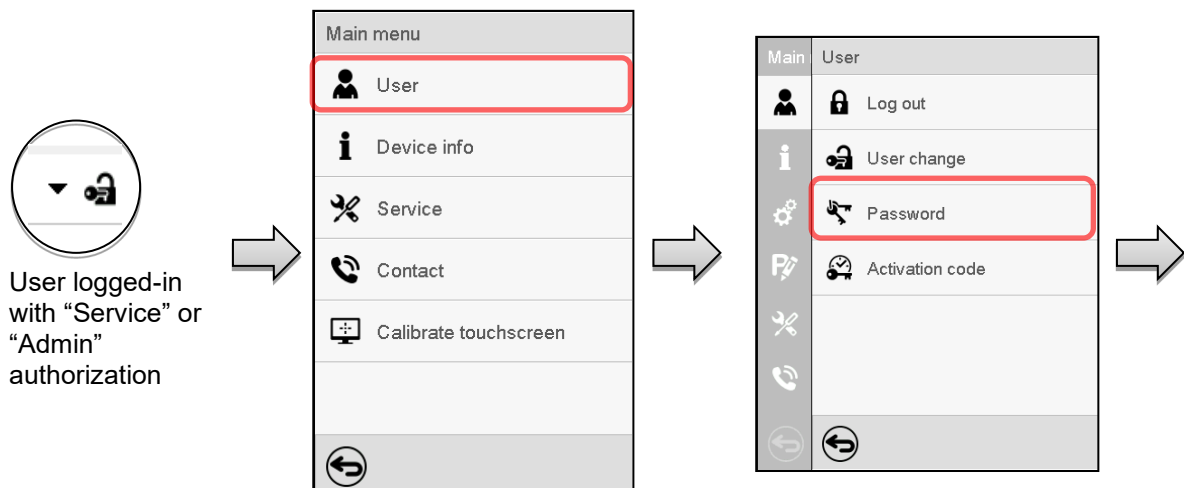 User logged-in
with “Service” or
“Admin”
authorization
Main menu
User
Device info
Service
Contact
Calibrate touchscreen
Main
User
Log out
User change
Password
Activation code